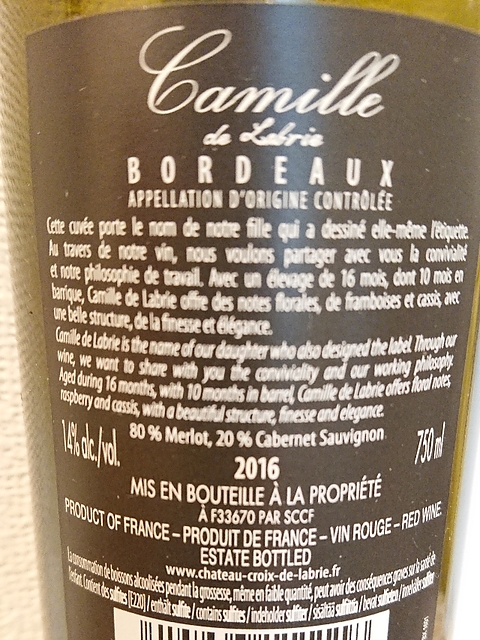 Camille
de Labrie
BORDEAUX
APPELLATION D'ORIGINE CONTRÔLÉE
Cette cuvée porte le nom de notre fille qui a dessiné elle-même l'étiquette.
Au travers de notre vin, nous voulons partager avec vous la convivialité
et notre philosophie de travail. Avec un élevage de 16 mois, dont 10 mois en
barrique, Camille de Labrie offre des notes florales, de framboises et cassis, avec
une belle structure, de la finesse et élégance.
Camille de Labrie is the name of our daughter who also designed the label. Through our
wine, we want to share with you the conviviality and our working philosophy.
Aged during 16 months, with 10 months in barrel, Camille de Labrie offers floral notes,
raspberry and cassis, with a beautiful structure, finesse and elegance.
80 % Merlot, 20 % Cabernet Sauvignon
14% alc./vol. 750 ml
2016
MIS EN BOUTEILLE À LA PROPRIÉTÉ
À F33670 PAR SCCF
PRODUCT OF FRANCE – PRODUIT DE FRANCE – VIN ROUGE – RED WINE
ESTATE BOTTLED
www.chateau-croix-de-labrie.fr
La consommation de boissons alcoolisées pendant la grossesse, même en faible quantité, peut avoir des conséquences graves sur la santé de
l'enfant. Contient des sulfites [E220] / enthält sulfite / contains sulfites / indeholder sulfitter / sisältää sulfiittia / bevat sulfieten / inneholder sulfitter